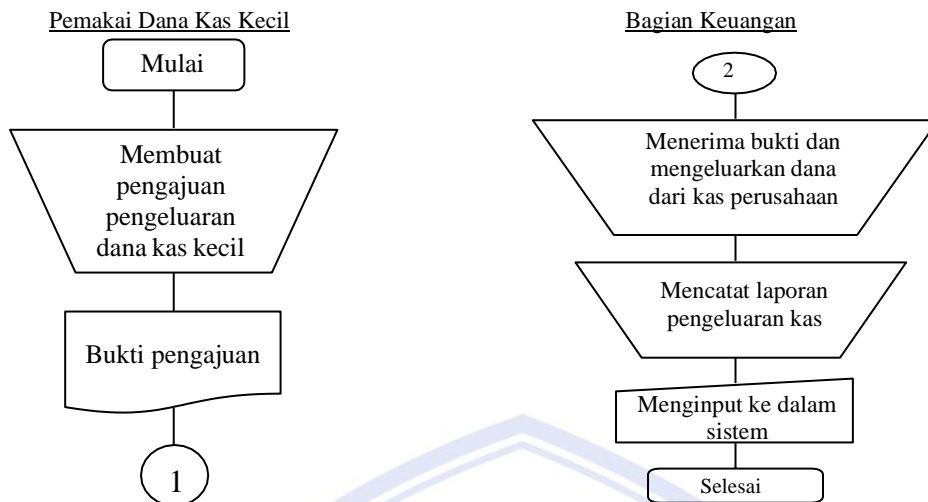 Pemakai Dana Kas Kecil
Mulai
Membuat
pengajuan
pengeluaran
dana kas kecil
Bukti pengajuan
1
Bagian Keuangan
2
Menerima bukti dan
mengeluarkan dana
dari kas perusahaan
Mencatat laporan
pengeluaran kas
Menginput ke dalam
sistem
Selesai